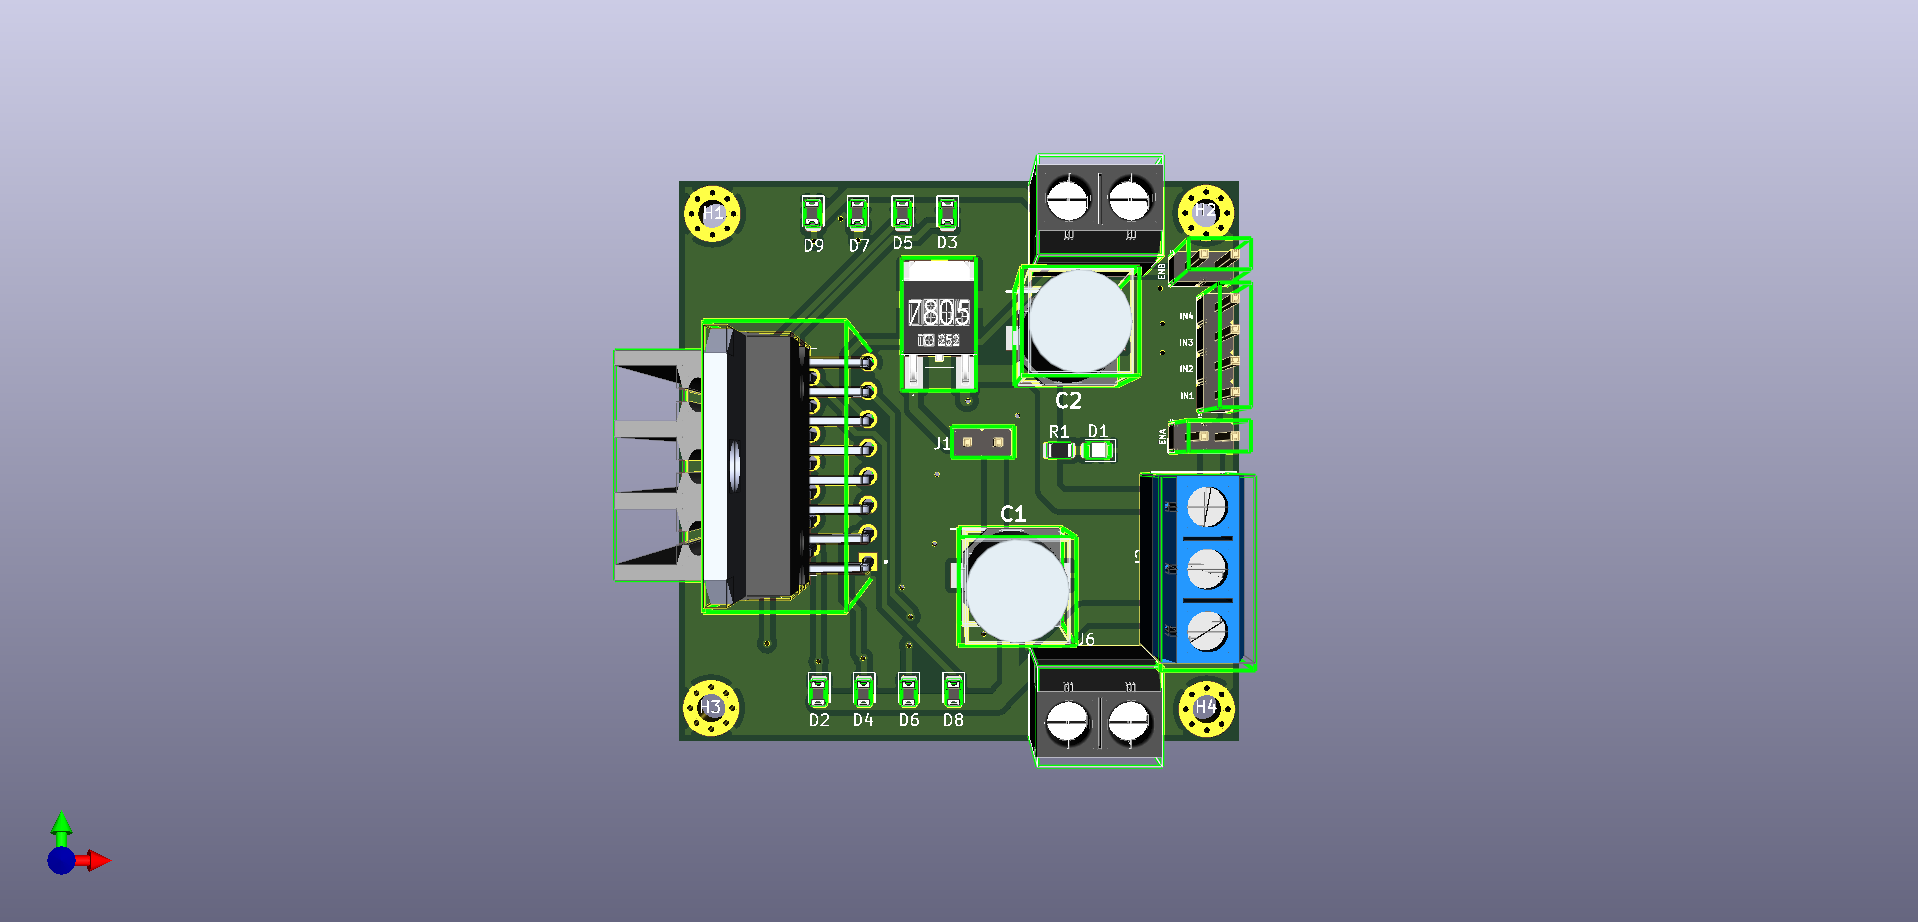 H1
H2
D9 D7 D5 D3
ENB
7805
TO 252
IN4
IN3
IN2
IN1
C2
J1
R1 D1
ENA
C1
J6
H3
H4
D2 D4 D6 D8